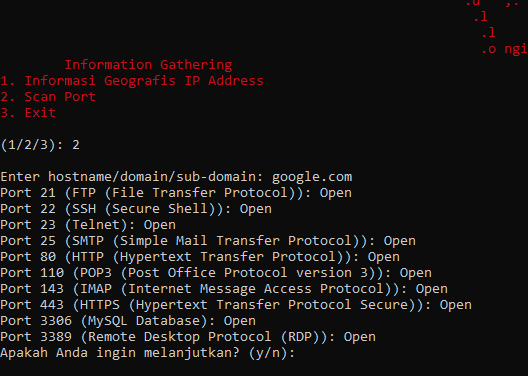 .u ,.
.l
.l
.o ngi
Information Gathering
1. Informasi Geografis IP Address
2. Scan Port
3. Exit
(1/2/3): 2
Enter hostname/domain/sub-domain: google.com
Port 21 (FTP (File Transfer Protocol)): Open
Port 22 (SSH (Secure Shell)): Open
Port 23 (Telnet): Open
Port 25 (SMTP (Simple Mail Transfer Protocol)): Open
Port 80 (HTTP (Hypertext Transfer Protocol)): Open
Port 110 (POP3 (Post Office Protocol version 3)): Open
Port 143 (IMAP (Internet Message Access Protocol)): Open
Port 443 (HTTPS (Hypertext Transfer Protocol Secure)): Open
Port 3306 (MySQL Database): Open
Port 3389 (Remote Desktop Protocol (RDP)): Open
Apakah Anda ingin melanjutkan? (y/n):